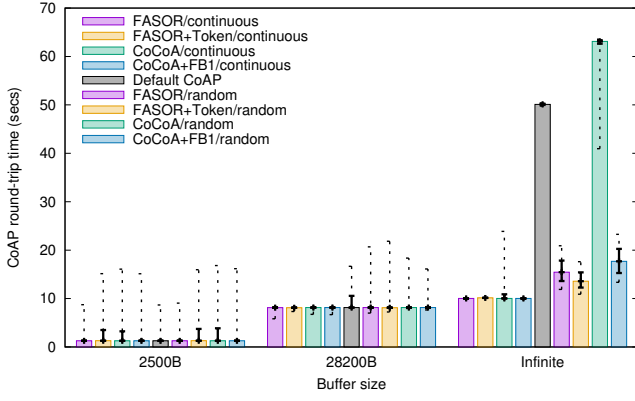 70
60
50
40
30
20
10
0
CoAP round-trip time (secs)
FASOR/continuous
FASOR+Token/continuous
CoCoA/continuous
CoCoA+FB1/continuous
Default CoAP
FASOR/random
FASOR+Token/random
CoCoA/random
CoCoA+FB1/random
2500B 28200B Infinite
Buffer size